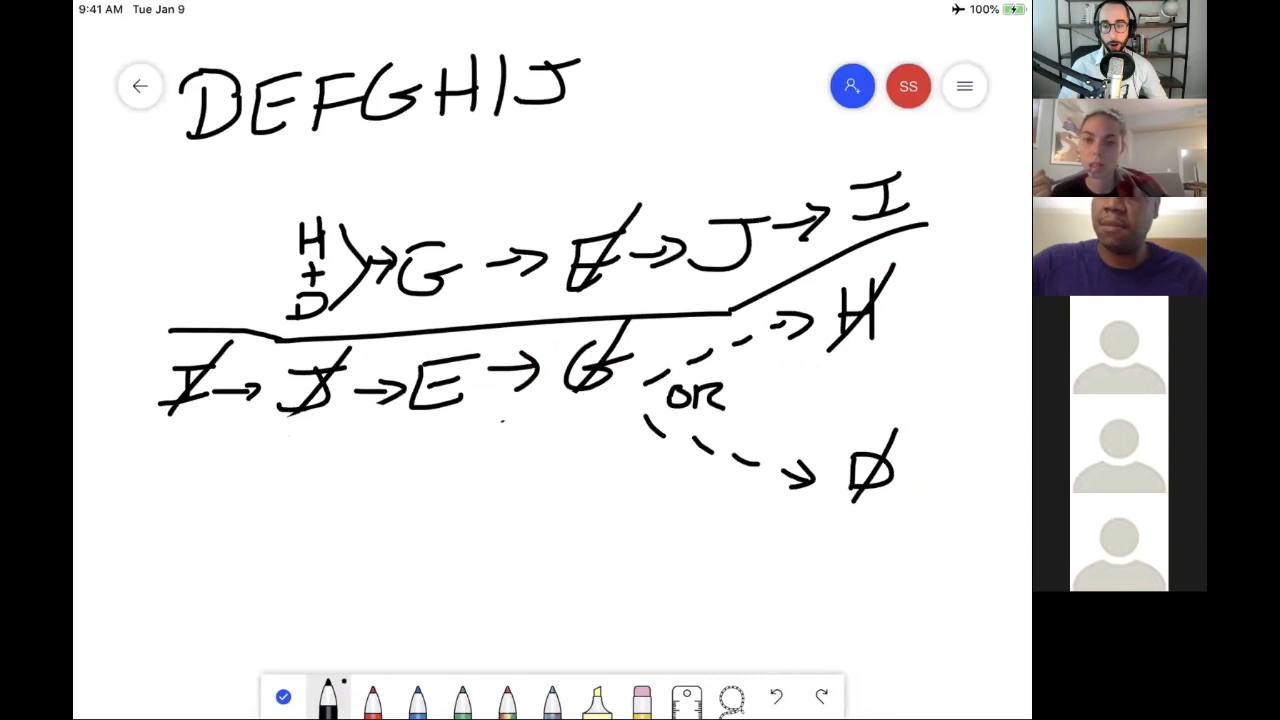 9:41 AM Tue Jan 9
100%
SS
DEFGHIJ
H
+
D
→ G → E̸ → J → I
I̸ → J̸ → E → G̸
OR
→ H̸
→ D̸